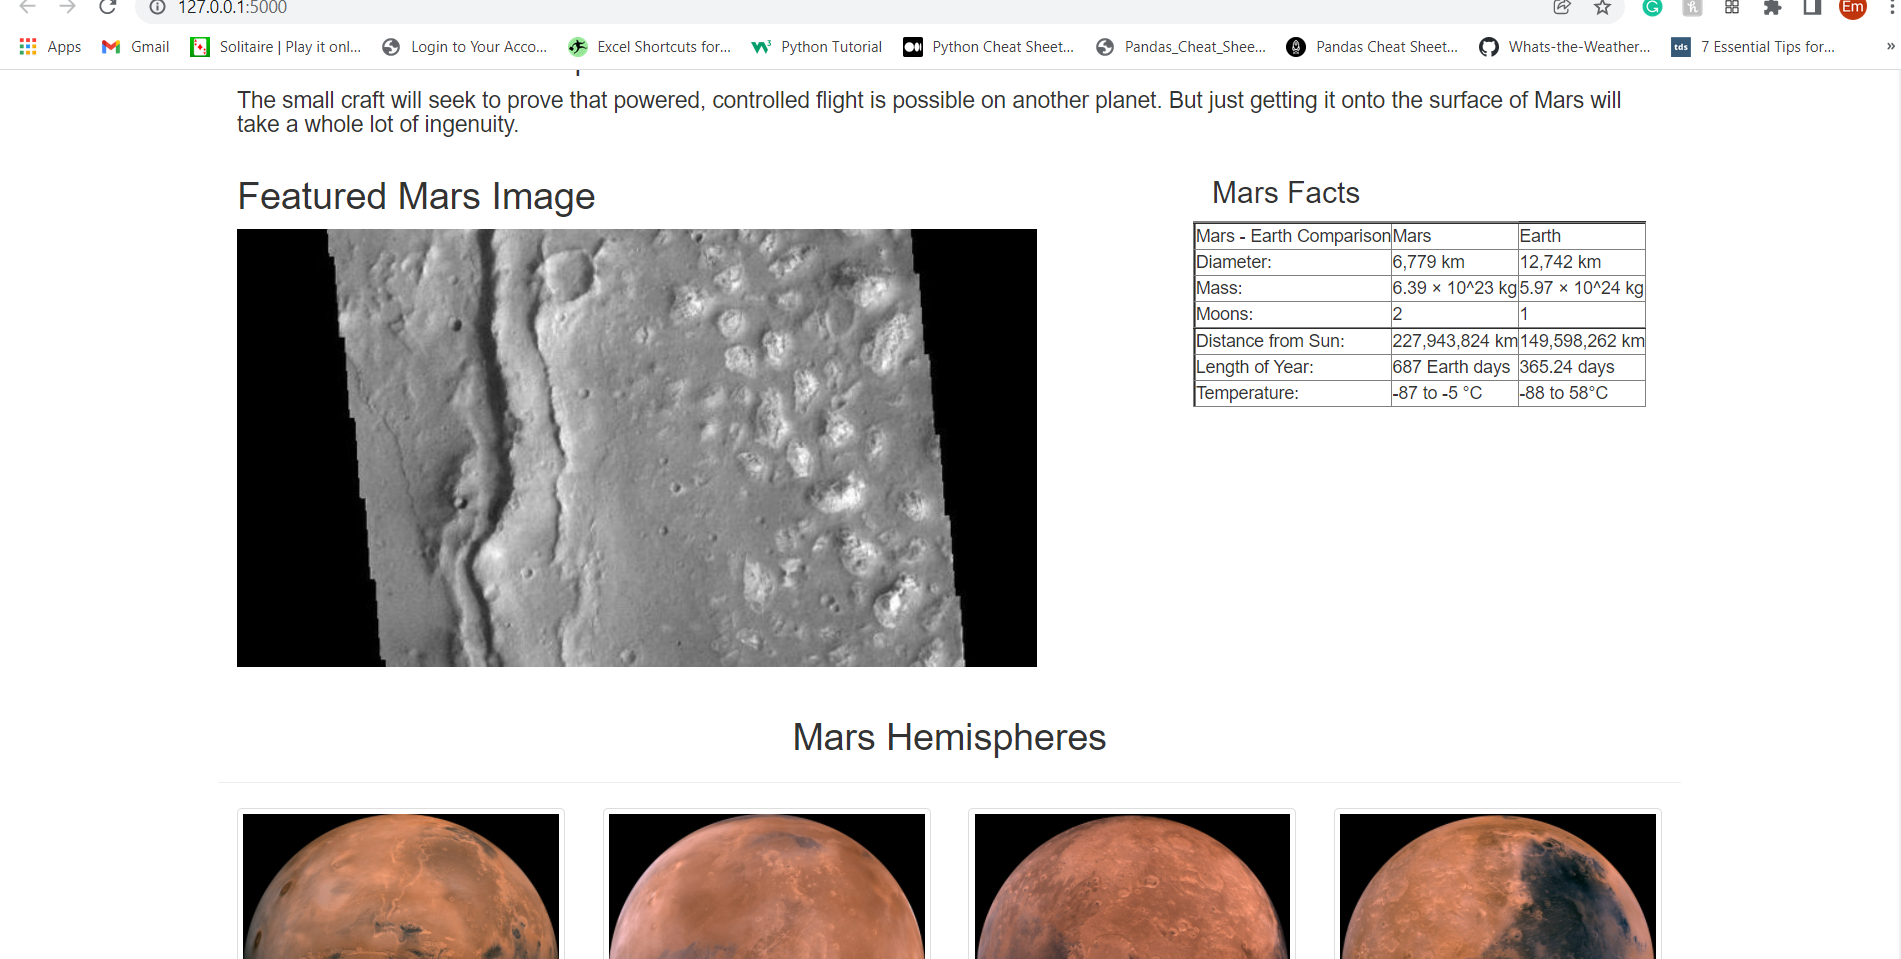 127.0.0.1:5000
Em
Apps
Gmail
Solitaire | Play it onl...
Login to Your Acco...
Excel Shortcuts for...
Python Tutorial
Python Cheat Sheet...
Pandas_Cheat_Shee...
Pandas Cheat Sheet...
Whats-the-Weather...
tds
7 Essential Tips for...
»
The small craft will seek to prove that powered, controlled flight is possible on another planet. But just getting it onto the surface of Mars will
take a whole lot of ingenuity.
Featured Mars Image
Mars Facts
Mars - Earth Comparison Mars Earth
Diameter: 6,779 km 12,742 km
Mass: 6.39 × 10^23 kg 5.97 × 10^24 kg
Moons: 2 1
Distance from Sun: 227,943,824 km 149,598,262 km
Length of Year: 687 Earth days 365.24 days
Temperature: -87 to -5 °C -88 to 58°C
Mars Hemispheres